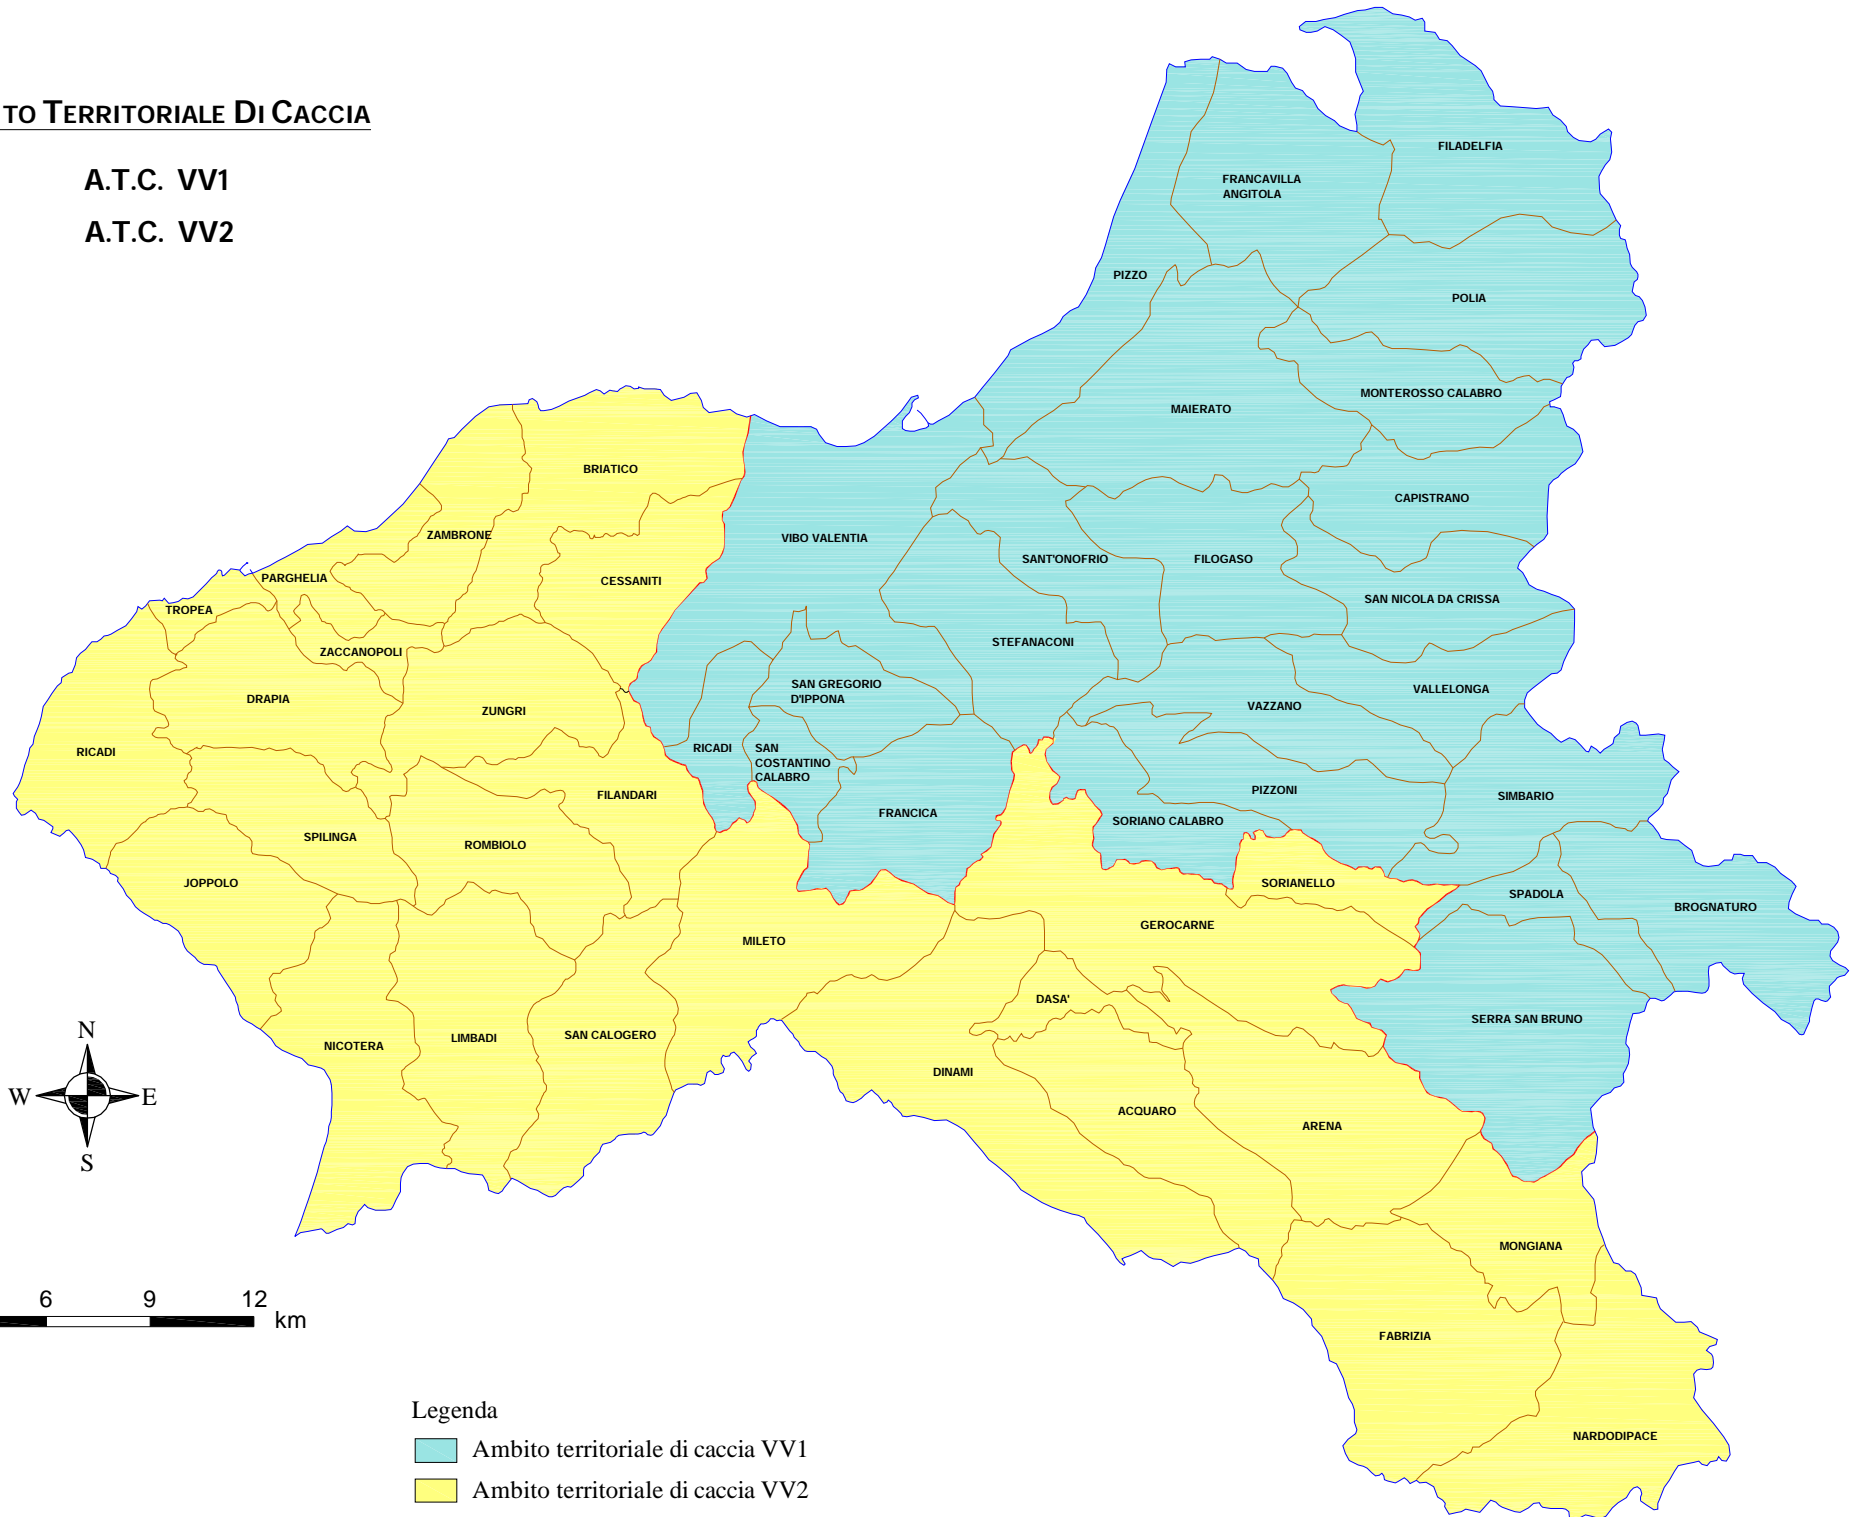 TO TERRITORIALE DI CACCIA
A.T.C. VV1
A.T.C. VV2
FILADELFIA
FRANCAVILLA
ANGITOLA
PIZZO
POLIA
MONTEROSSO CALABRO
MAIERATO
BRIATICO
CAPISTRANO
ZAMBRONE
VIBO VALENTIA
SANT'ONOFRIO
FILOGASO
PARGHELIA
CESSANITI
SAN NICOLA DA CRISSA
TROPEA
STEFANACONI
ZACCANOPOLI
SAN GREGORIO
D'IPPONA
VALLELONGA
DRAPIA
ZUNGRI
VAZZANO
RICADI
RICADI
SAN
COSTANTINO
CALABRO
FILANDARI
PIZZONI
SIMBARIO
FRANCICA
SORIANO CALABRO
SPILINGA
ROMBIOLO
JOPPOLO
SORIANELLO
SPADOLA
BROGNATURO
GEROCARNE
MILETO
DASA'
SERRA SAN BRUNO
NICOTERA
LIMBADI
SAN CALOGERO
DINAMI
ACQUARO
ARENA
N
W E
S
MONGIANA
FABRIZIA
NARDODIPACE
6 9 12
km
Legenda
Ambito territoriale di caccia VV1
Ambito territoriale di caccia VV2